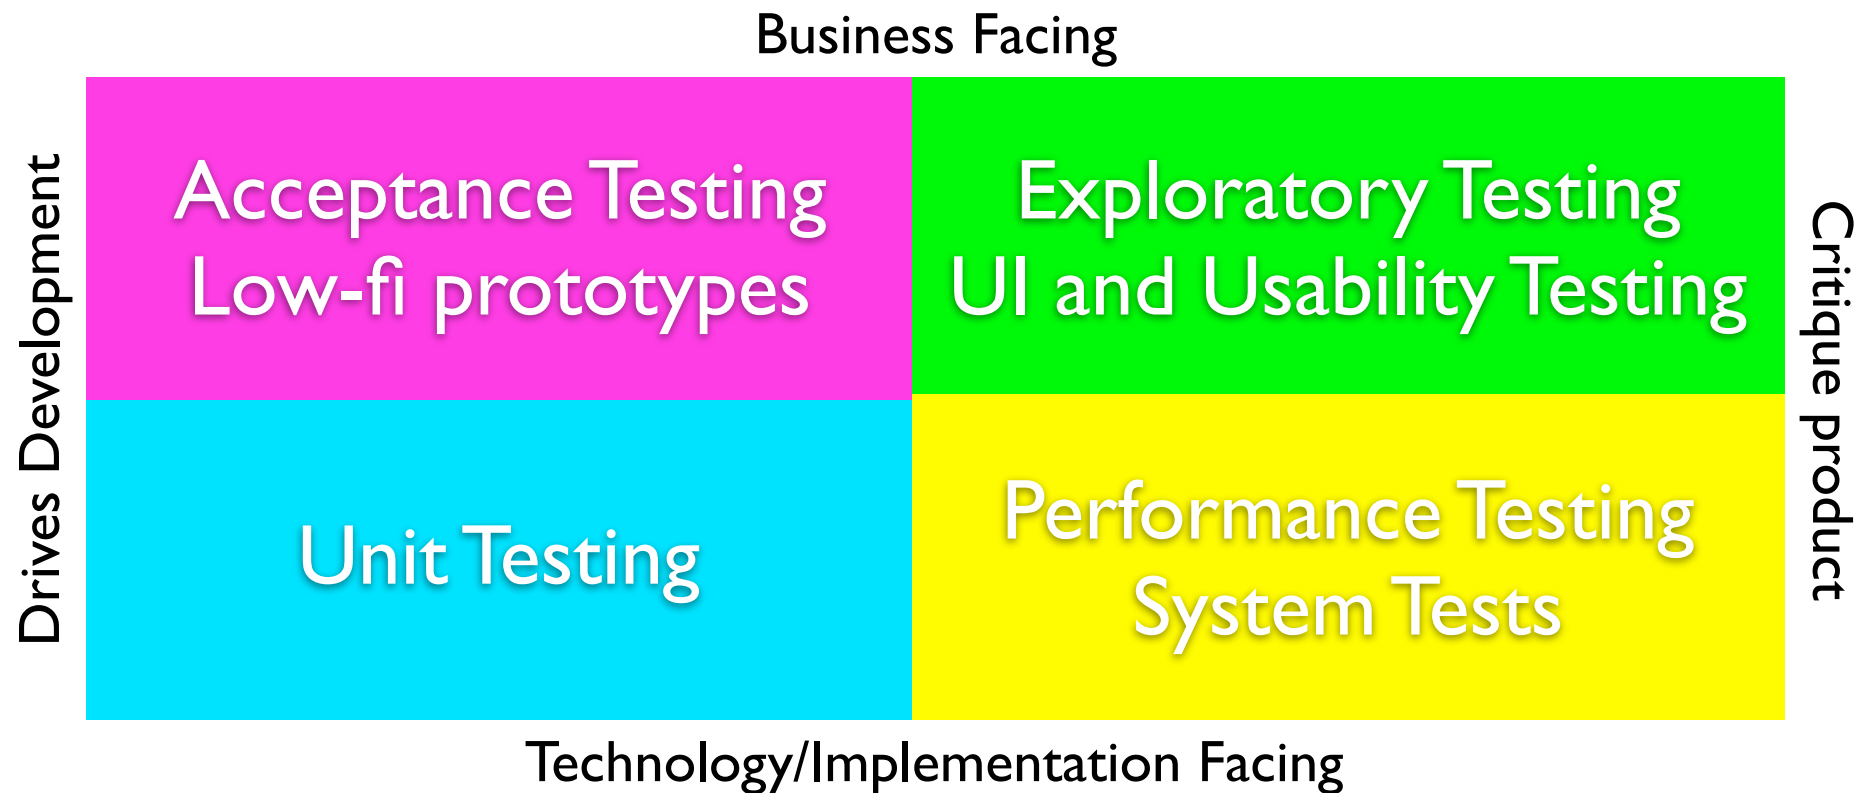 Business Facing
Drives Development
Acceptance Testing
Low-fi prototypes
Exploratory Testing
UI and Usability Testing
Critique product
Unit Testing
Performance Testing
System Tests
Technology/Implementation Facing